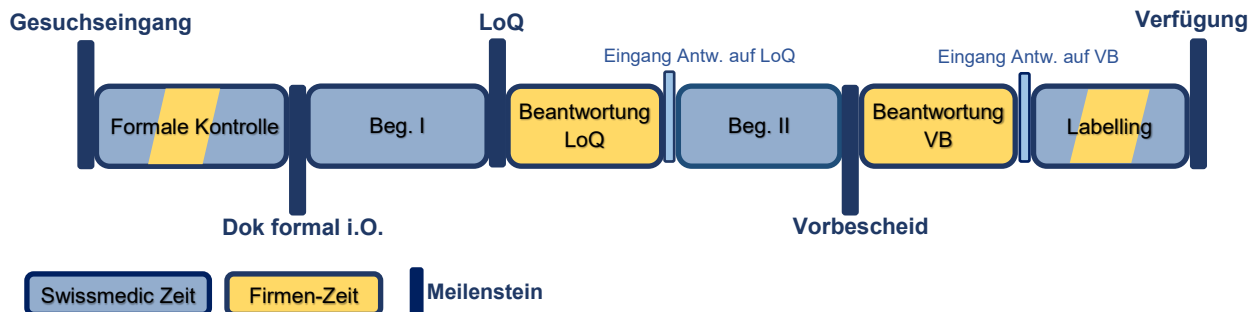 Gesuchseingang
LoQ
Verfügung
Eingang Antw. auf LoQ
Eingang Antw. auf VB
Formale Kontrolle
Beg. I
Beantwortung
LoQ
Beg. II
Beantwortung
VB
Labelling
Dok formal i.O.
Vorbescheid
Swissmedic Zeit
Firmen-Zeit
Meilenstein